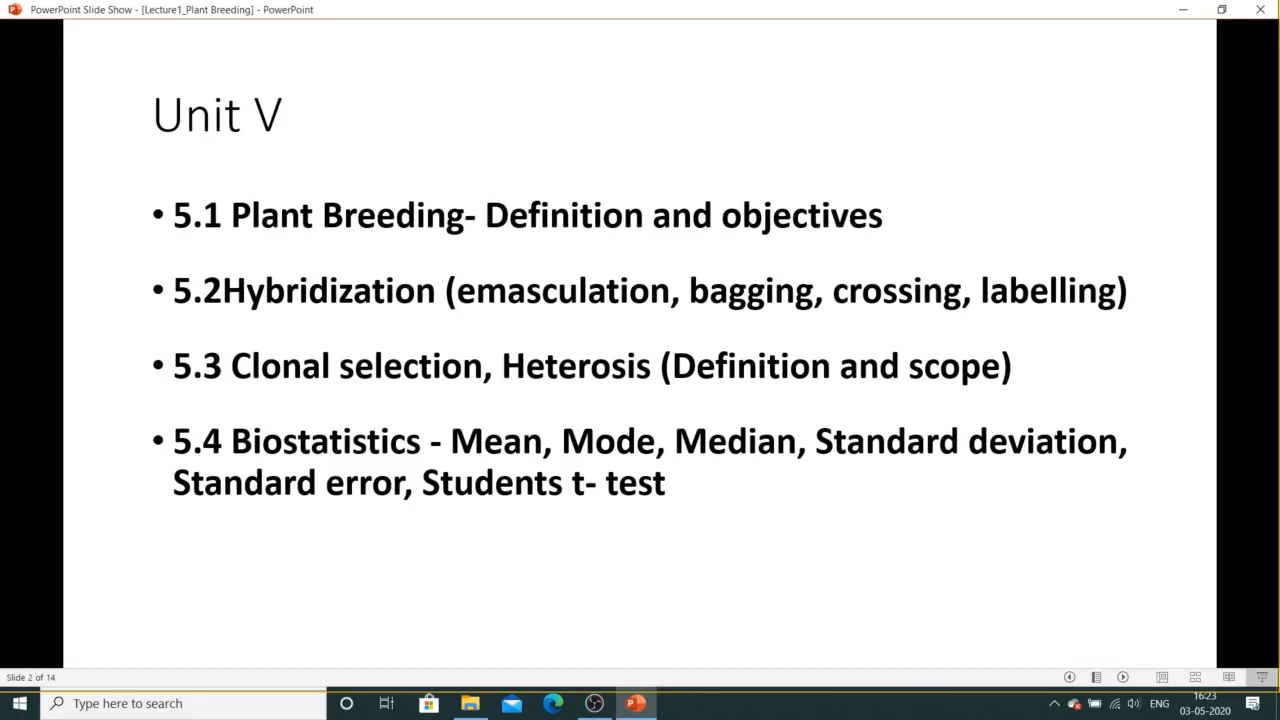 PowerPoint Slide Show - [Lecture1_Plant Breeding] - PowerPoint
Unit V
• 5.1 Plant Breeding- Definition and objectives
• 5.2Hybridization (emasculation, bagging, crossing, labelling)
• 5.3 Clonal selection, Heterosis (Definition and scope)
• 5.4 Biostatistics - Mean, Mode, Median, Standard deviation,
Standard error, Students t- test
Slide 2 of 14
Type here to search
ENG
16:23
03-05-2020